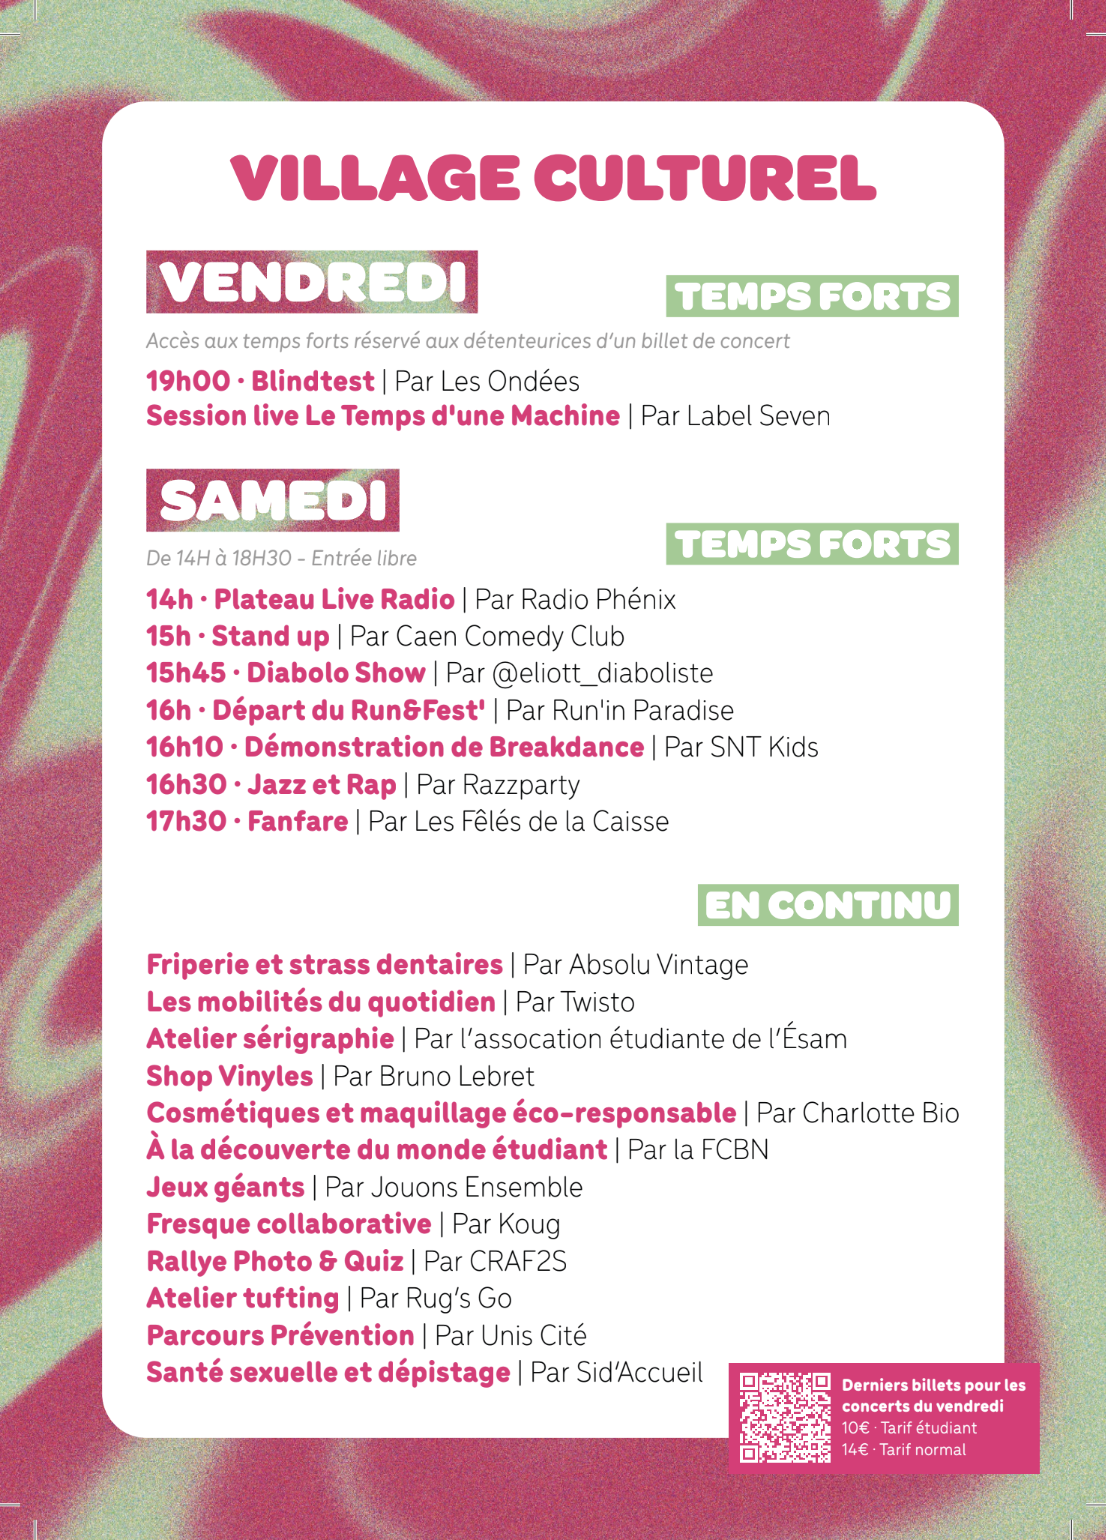 VILLAGE CULTUREL
VENDREDI
TEMPS FORTS
Accès aux temps forts réservé aux détenteurices d’un billet de concert
19h00 · Blindtest | Par Les Ondées
Session live Le Temps d'une Machine | Par Label Seven
SAMEDI
TEMPS FORTS
De 14H à 18H30 - Entrée libre
14h · Plateau Live Radio | Par Radio Phénix
15h · Stand up | Par Caen Comedy Club
15h45 · Diabolo Show | Par @eliott_diaboliste
16h · Départ du Run&Fest' | Par Run'in Paradise
16h10 · Démonstration de Breakdance | Par SNT Kids
16h30 · Jazz et Rap | Par Razzparty
17h30 · Fanfare | Par Les Fêlés de la Caisse
EN CONTINU
Friperie et strass dentaires | Par Absolu Vintage
Les mobilités du quotidien | Par Twisto
Atelier sérigraphie | Par l’assocation étudiante de l’Ésam
Shop Vinyles | Par Bruno Lebret
Cosmétiques et maquillage éco-responsable | Par Charlotte Bio
À la découverte du monde étudiant | Par la FCBN
Jeux géants | Par Jouons Ensemble
Fresque collaborative | Par Koug
Rallye Photo & Quiz | Par CRAF2S
Atelier tufting | Par Rug’s Go
Parcours Prévention | Par Unis Cité
Santé sexuelle et dépistage | Par Sid’Accueil
Derniers billets pour les
concerts du vendredi
10€ · Tarif étudiant
14€ · Tarif normal